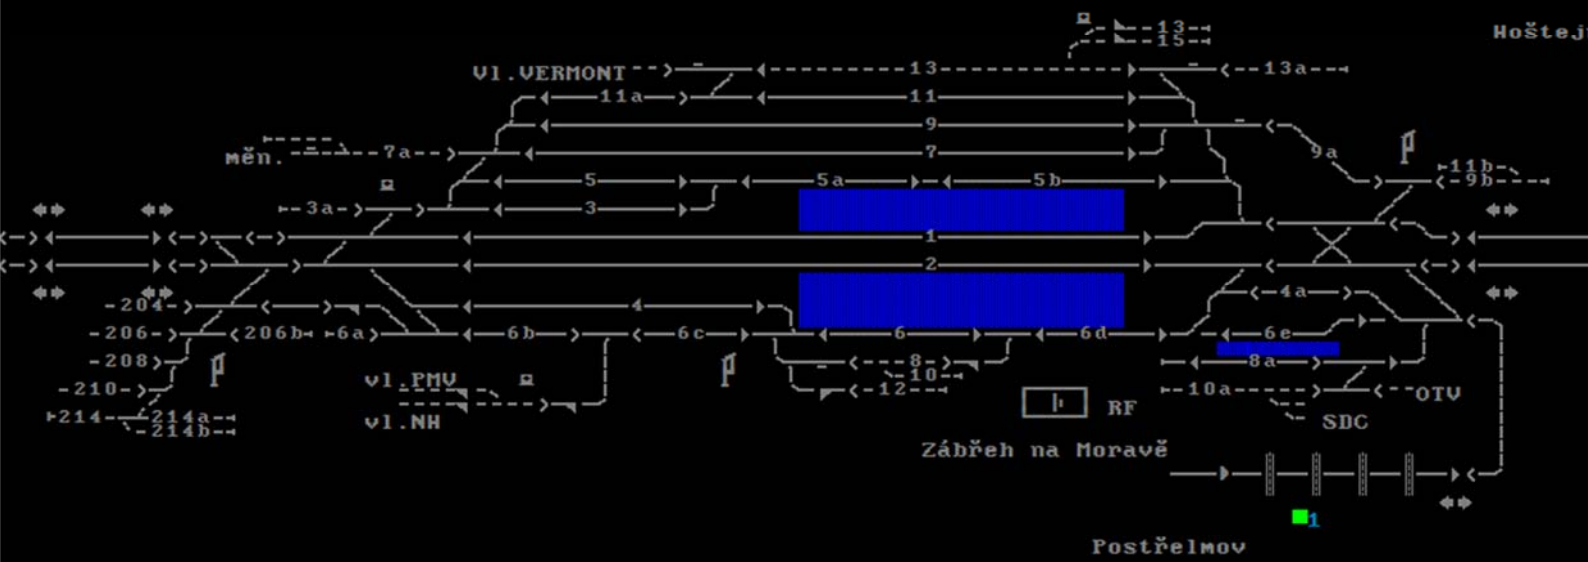 13
15
Hoštej
Vl.VERMONT
13
13a
11a
11
9
měn.
7a
7
9a
11b
9b
5
5a
5b
3a
3
1
2
204
4
4a
206
206b
6a
6b
6c
6
6d
6e
208
8
8a
210
vl.PMV
10
12
10a
OTV
214
214a
214b
vl.NH
RF
SDC
Zábřeh na Moravě
1
Postřelmov